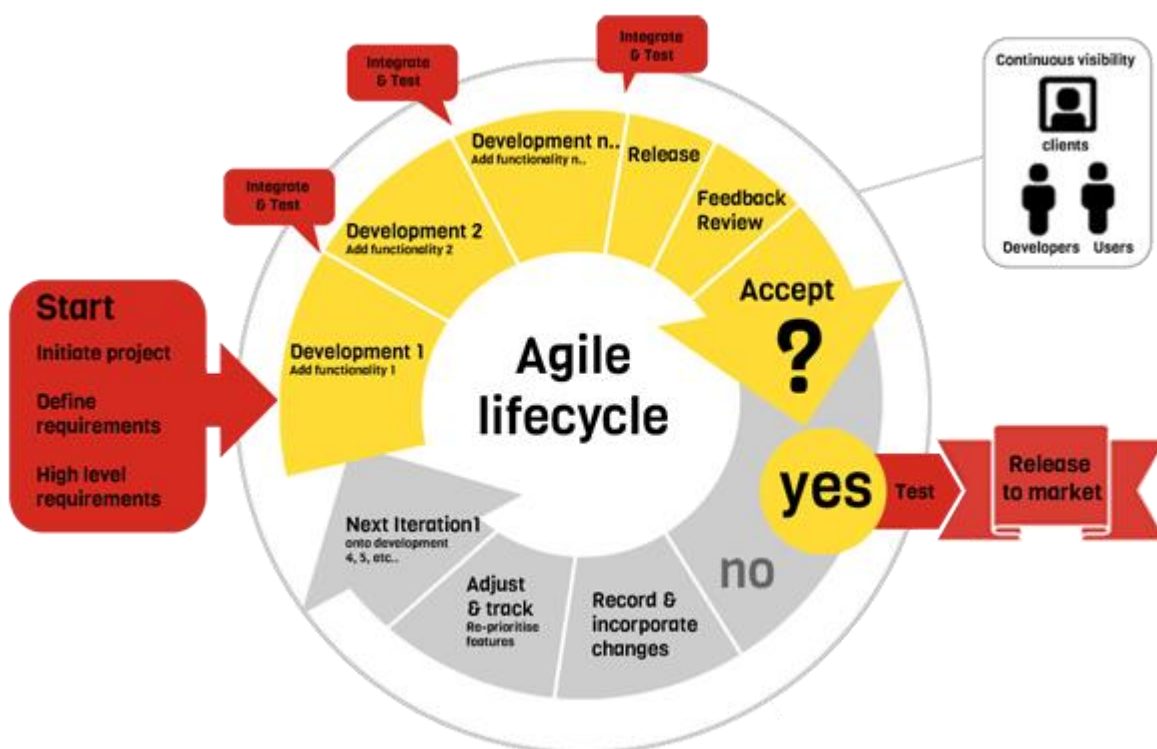 Start
Initiate project
Define
requirements
High level
requirements
Integrate
& Test
Integrate
& Test
Integrate
& Test
Development 1
Add functionality 1
Development 2
Add functionality 2
Development n..
Add functionality n..
Release
Feedback
Review
Accept
?
yes
Test
Release
to market
no
Record &
incorporate
changes
Adjust
& track
Re-prioritise
features
Next Iteration1
onto development
4, 5, etc..
Agile
lifecycle
Continuous visibility
clients
Developers Users